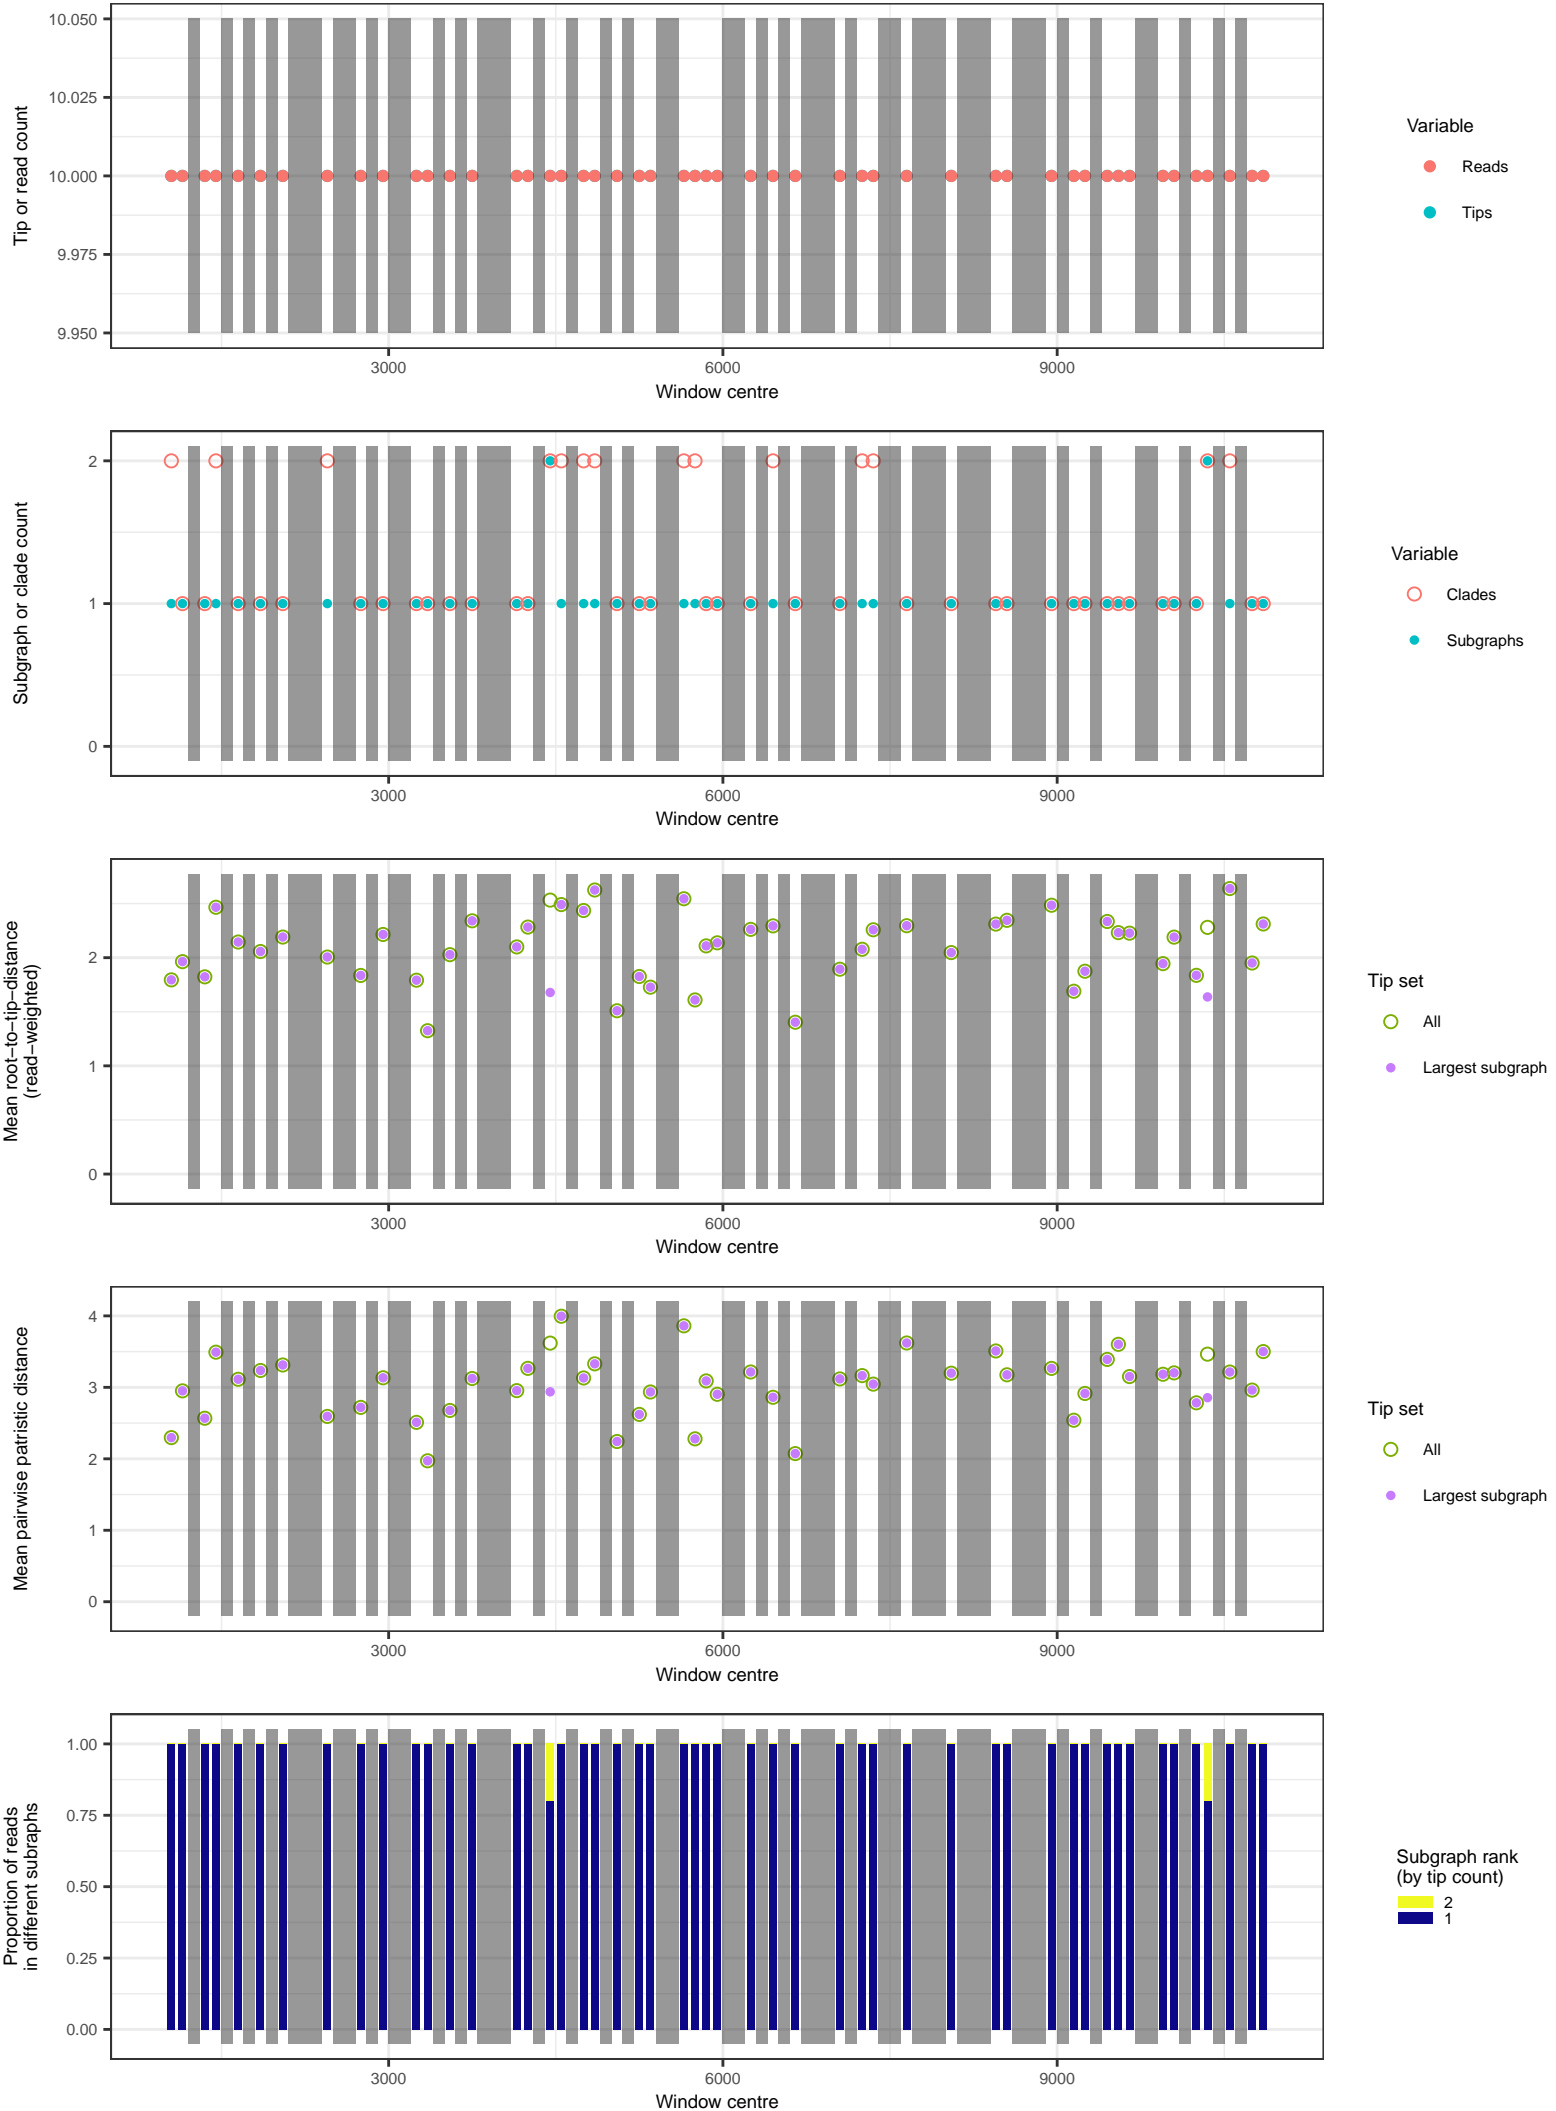 Tip or read count
10.050
10.025
10.000
9.975
9.950
3000
6000
9000
Window centre
Variable
Reads
Tips
Subgraph or clade count
2
1
0
3000
6000
9000
Window centre
Variable
Clades
Subgraphs
Mean root-to-tip-distance
(read-weighted)
2
1
0
3000
6000
9000
Window centre
Tip set
All
Largest subgraph
Mean pairwise patristic distance
4
3
2
1
0
3000
6000
9000
Window centre
Tip set
All
Largest subgraph
Proportion of reads
in different subraphs
1.00
0.75
0.50
0.25
0.00
3000
6000
9000
Window centre
Subgraph rank
(by tip count)
2
1